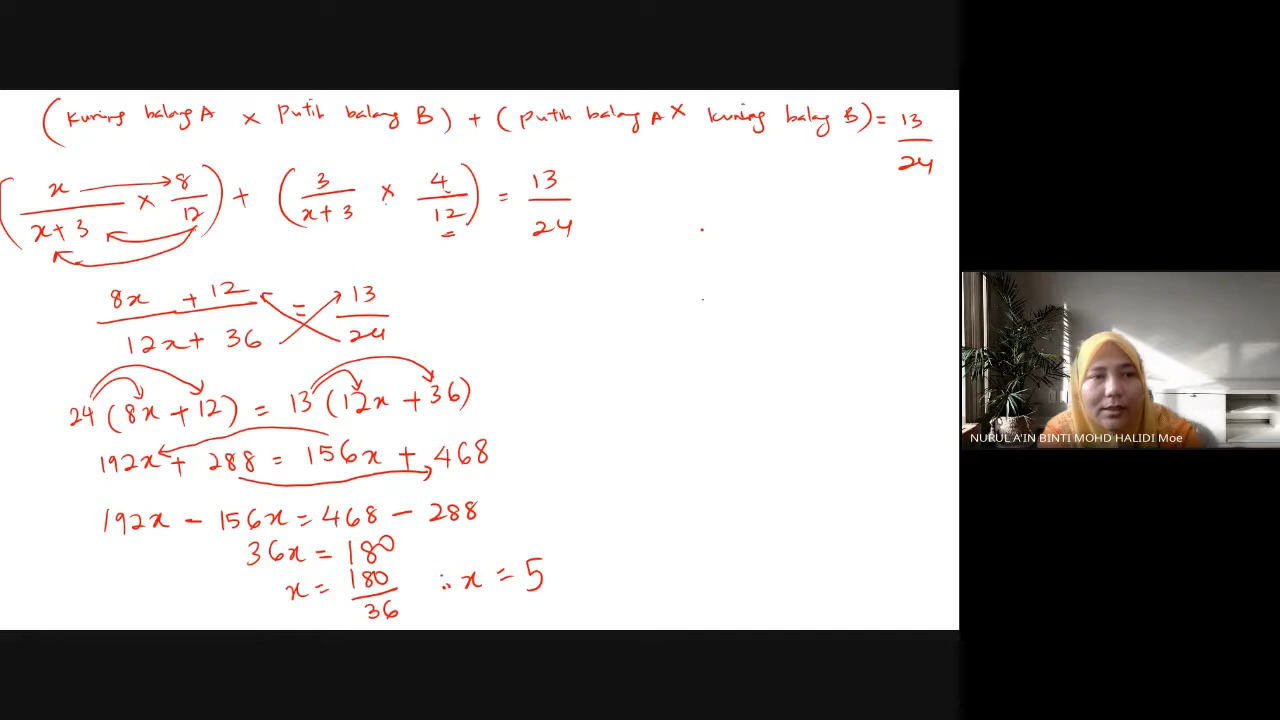 (Kuning balang A × Putih balang B) + (Putih balang A × kuning balang B) = 13/24
(x/(x+3) × 8/12) + (3/(x+3) × 4/12) = 13/24
(8x + 12)/(12x + 36) = 13/24
24 (8x + 12) = 13 (12x + 36)
192x + 288 = 156x + 468
192x - 156x = 468 - 288
36x = 180
x = 180/36 ∴ x = 5
NURUL A'IN BINTI MOHD HALIDI Moe